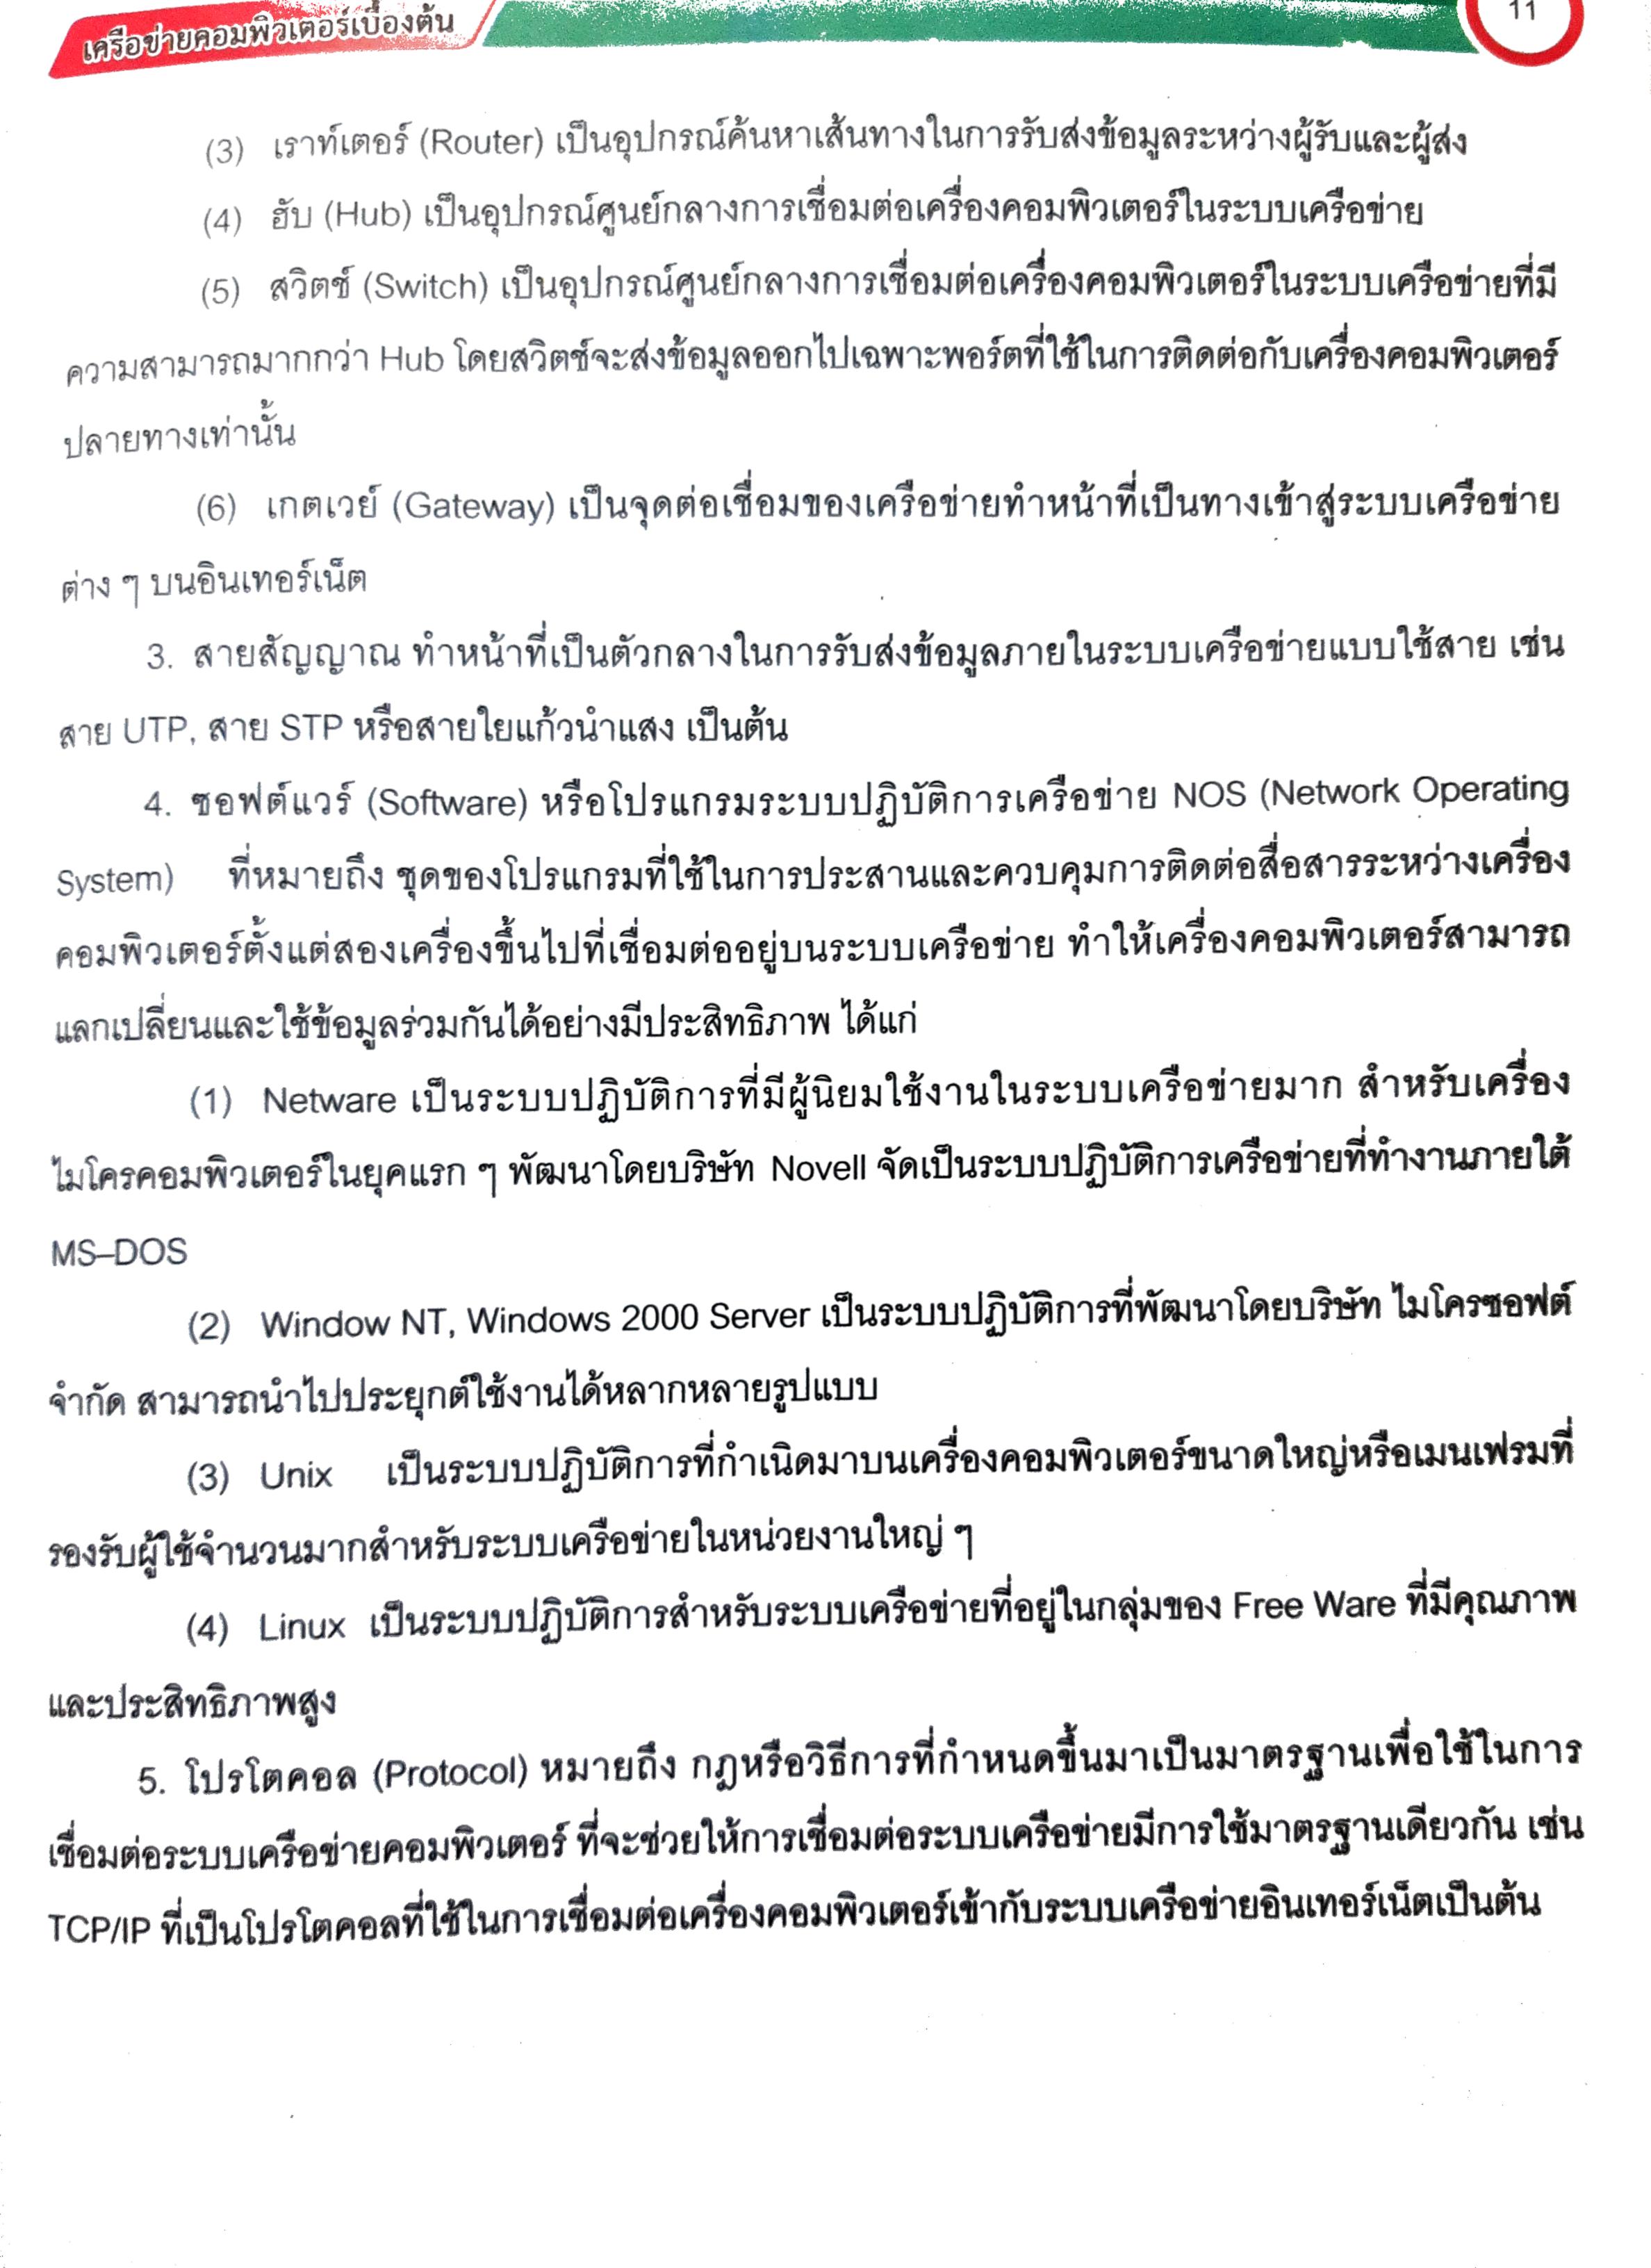 เครือข่ายคอมพิวเตอร์เบื้องต้น
11
(3) เราท์เตอร์ (Router) เป็นอุปกรณ์ค้นหาเส้นทางในการรับส่งข้อมูลระหว่างผู้รับและผู้ส่ง
(4) ฮับ (Hub) เป็นอุปกรณ์ศูนย์กลางการเชื่อมต่อเครื่องคอมพิวเตอร์ในระบบเครือข่าย
(5) สวิตช์ (Switch) เป็นอุปกรณ์ศูนย์กลางการเชื่อมต่อเครื่องคอมพิวเตอร์ในระบบเครือข่ายที่มี
ความสามารถมากกว่า Hub โดยสวิตช์จะส่งข้อมูลออกไปเฉพาะพอร์ตที่ใช้ในการติดต่อกับเครื่องคอมพิวเตอร์
ปลายทางเท่านั้น
(6) เกตเวย์ (Gateway) เป็นจุดต่อเชื่อมของเครือข่ายทำหน้าที่เป็นทางเข้าสู่ระบบเครือข่าย
ต่าง ๆ บนอินเทอร์เน็ต
3. สายสัญญาณ ทำหน้าที่เป็นตัวกลางในการรับส่งข้อมูลภายในระบบเครือข่ายแบบใช้สาย เช่น
สาย UTP, สาย STP หรือสายใยแก้วนำแสง เป็นต้น
4. ซอฟต์แวร์ (Software) หรือโปรแกรมระบบปฏิบัติการเครือข่าย NOS (Network Operating
System) ที่หมายถึง ชุดของโปรแกรมที่ใช้ในการประสานและควบคุมการติดต่อสื่อสารระหว่างเครื่อง
คอมพิวเตอร์ตั้งแต่สองเครื่องขึ้นไปที่เชื่อมต่ออยู่บนระบบเครือข่าย ทำให้เครื่องคอมพิวเตอร์สามารถ
แลกเปลี่ยนและใช้ข้อมูลร่วมกันได้อย่างมีประสิทธิภาพ ได้แก่
(1) Netware เป็นระบบปฏิบัติการที่มีผู้นิยมใช้งานในระบบเครือข่ายมาก สำหรับเครื่อง
ไมโครคอมพิวเตอร์ในยุคแรก ๆ พัฒนาโดยบริษัท Novell จัดเป็นระบบปฏิบัติการเครือข่ายที่ทำงานภายใต้
MS–DOS
(2) Window NT, Windows 2000 Server เป็นระบบปฏิบัติการที่พัฒนาโดยบริษัท ไมโครซอฟต์
จำกัด สามารถนำไปประยุกต์ใช้งานได้หลากหลายรูปแบบ
(3) Unix เป็นระบบปฏิบัติการที่กำเนิดมาบนเครื่องคอมพิวเตอร์ขนาดใหญ่หรือเมนเฟรมที่
รองรับผู้ใช้จำนวนมากสำหรับระบบเครือข่ายในหน่วยงานใหญ่ ๆ
(4) Linux เป็นระบบปฏิบัติการสำหรับระบบเครือข่ายที่อยู่ในกลุ่มของ Free Ware ที่มีคุณภาพ
และประสิทธิภาพสูง
5. โปรโตคอล (Protocol) หมายถึง กฎหรือวิธีการที่กำหนดขึ้นมาเป็นมาตรฐานเพื่อใช้ในการ
เชื่อมต่อระบบเครือข่ายคอมพิวเตอร์ ที่จะช่วยให้การเชื่อมต่อระบบเครือข่ายมีการใช้มาตรฐานเดียวกัน เช่น
TCP/IP ที่เป็นโปรโตคอลที่ใช้ในการเชื่อมต่อเครื่องคอมพิวเตอร์เข้ากับระบบเครือข่ายอินเทอร์เน็ตเป็นต้น